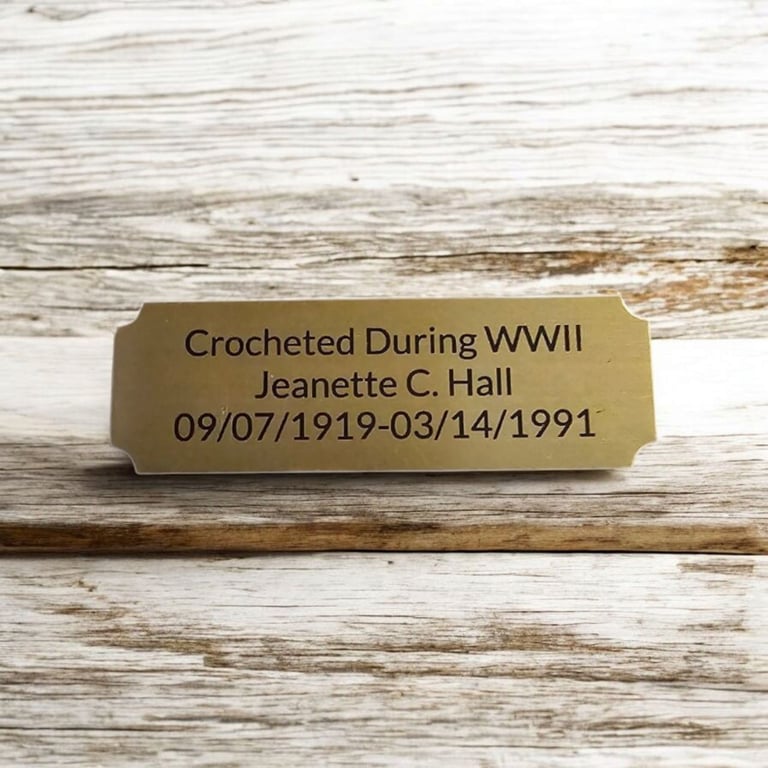 Crocheted During WWII
Jeanette C. Hall
09/07/1919-03/14/1991